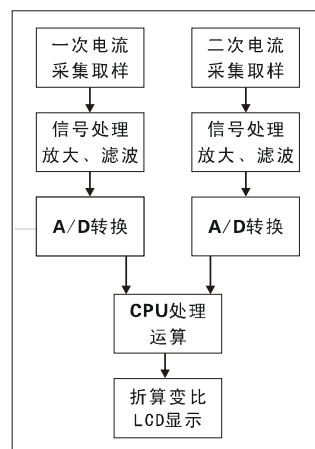 一次电流
采集取样
二次电流
采集取样
信号处理
放大、滤波
信号处理
放大、滤波
A/D转换
A/D转换
CPU处理
运算
折算变比
LCD显示